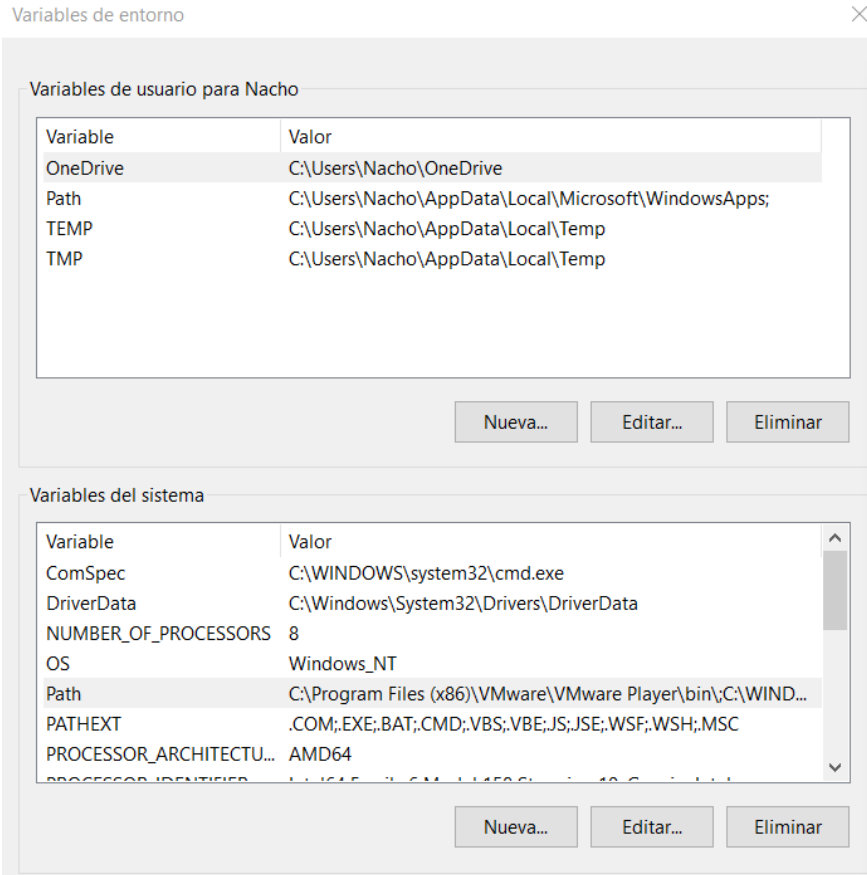 Variables de entorno
Variables de usuario para Nacho
Variable Valor
OneDrive C:\Users\Nacho\OneDrive
Path C:\Users\Nacho\AppData\Local\Microsoft\WindowsApps;
TEMP C:\Users\Nacho\AppData\Local\Temp
TMP C:\Users\Nacho\AppData\Local\Temp
Nueva... Editar... Eliminar
Variables del sistema
Variable Valor
ComSpec C:\WINDOWS\system32\cmd.exe
DriverData C:\Windows\System32\Drivers\DriverData
NUMBER_OF_PROCESSORS 8
OS Windows_NT
Path C:\Program Files (x86)\VMware\VMware Player\bin\;C:\WIND...
PATHEXT .COM;.EXE;.BAT;.CMD;.VBS;.VBE;.JS;.JSE;.WSF;.WSH;.MSC
PROCESSOR_ARCHITECTU... AMD64
Nueva... Editar... Eliminar